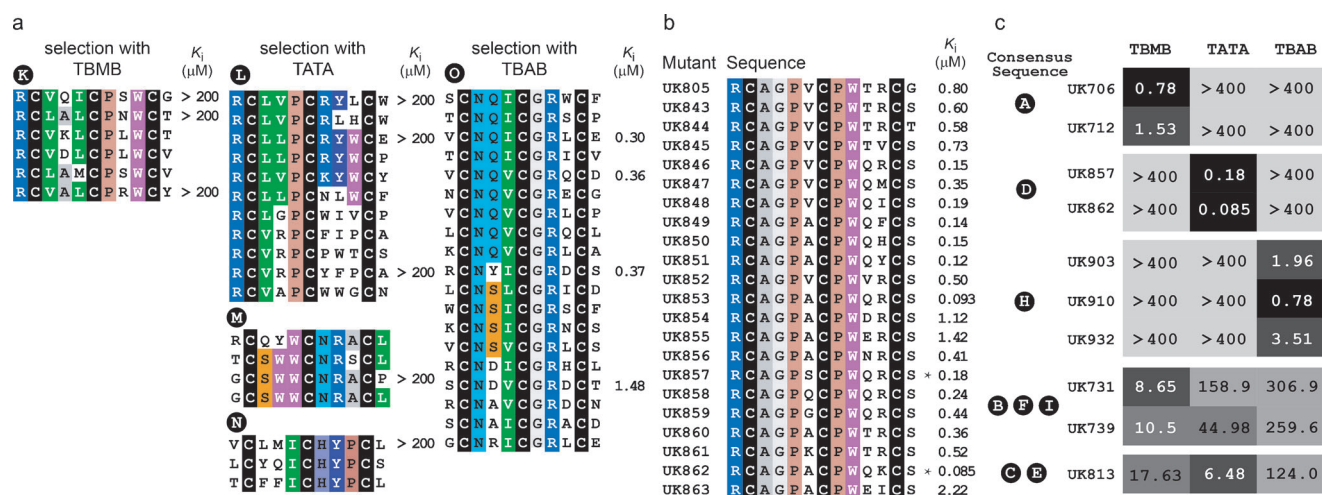 a
selection with
TBMB
Ki
(µM)
K
RCVQICPSWCG > 200
RCLALCPNWCT > 200
RCVKLCPLWCT
RCVDLCPLWCV
RCLAMCPSWCV
RCVALCPRWCY > 200
selection with
TATA
Ki
(µM)
L
RCLVPCRYLCW > 200
RCLVPCRLHCW
RCLLPCRYWCE > 200
RCLLPCRYWCP
RCVLPCKYWCY
RCLLPCNLWCF
RCLGPCWIVCP
RCVRPCFIPCA
RCVRPCPWTCS
RCVRPCYFPCA > 200
RCVAPCWWGCN
M
RCQYWCNRACL
TCSWWCNRSCL
GCSWWCNRACP > 200
GCSWWCNRACL
N
VCLMICHYPCL > 200
LCYQICHYPCS
TCFFICHYPCL
selection with
TBAB
Ki
(µM)
O
SCNQICGRWCF
TCNQICGRSCP
VCNQVCGRLCE 0.30
TCNQICGRICV
VCNQVCGRQCD 0.36
VCNQVCGRECG
VCNQVCGRLCP
VCNQVCGRQCL
KCNQVCGRLCA
RCNYICGRDCS 0.37
LCNSLCGRICD
WCNSICGRSCF
KCNSICGRNCS
VCNSVCGRLCS
RCNDICGRHCL
SCNDVCGRDCT 1.48
RCNAVCGRDCN
SCNAICGRDCS
GCNRICGRLCE
b
Mutant Sequence Ki (µM)
UK805 RCAGPVCPWTRCG 0.80
UK843 RCAGPVCPWTRCS 0.60
UK844 RCAGPVCPWTRCT 0.58
UK845 RCAGPVCPWTVCS 0.73
UK846 RCAGPVCPWQRCS 0.15
UK847 RCAGPVCPWQMCS 0.35
UK848 RCAGPVCPWQICS 0.19
UK849 RCAGPACPWQFCS 0.14
UK850 RCAGPACPWQHCS 0.15
UK851 RCAGPACPWQYCS 0.12
UK852 RCAGPACPWTVCS 0.50
UK853 RCAGPACPWQRCS 0.093
UK854 RCAGPACPWDRCS 1.12
UK855 RCAGPACPWERCS 1.42
UK856 RCAGPACPWNRCS 0.41
UK857 RCAGPSCPWQRCS * 0.18
UK858 RCAGPPCPWQRCS 0.24
UK859 RCAGPGCPWQRCS 0.44
UK860 RCAGPACPWTRCS 0.36
UK861 RCAGPACPWTKCS 0.52
UK862 RCAGPACPWQKCS * 0.085
UK863 RCAGPACPWEICS 2.22
c
Consensus Sequence TBMB TATA TBAB
A
UK706 0.78 >400 >400
UK712 1.53 >400 >400
D
UK857 >400 0.18 >400
UK862 >400 0.085 >400
H
UK903 >400 >400 1.96
UK910 >400 >400 0.78
UK932 >400 >400 3.51
B F I
UK731 8.65 158.9 306.9
UK739 10.5 44.98 259.6
C E
UK813 17.63 6.48 124.0